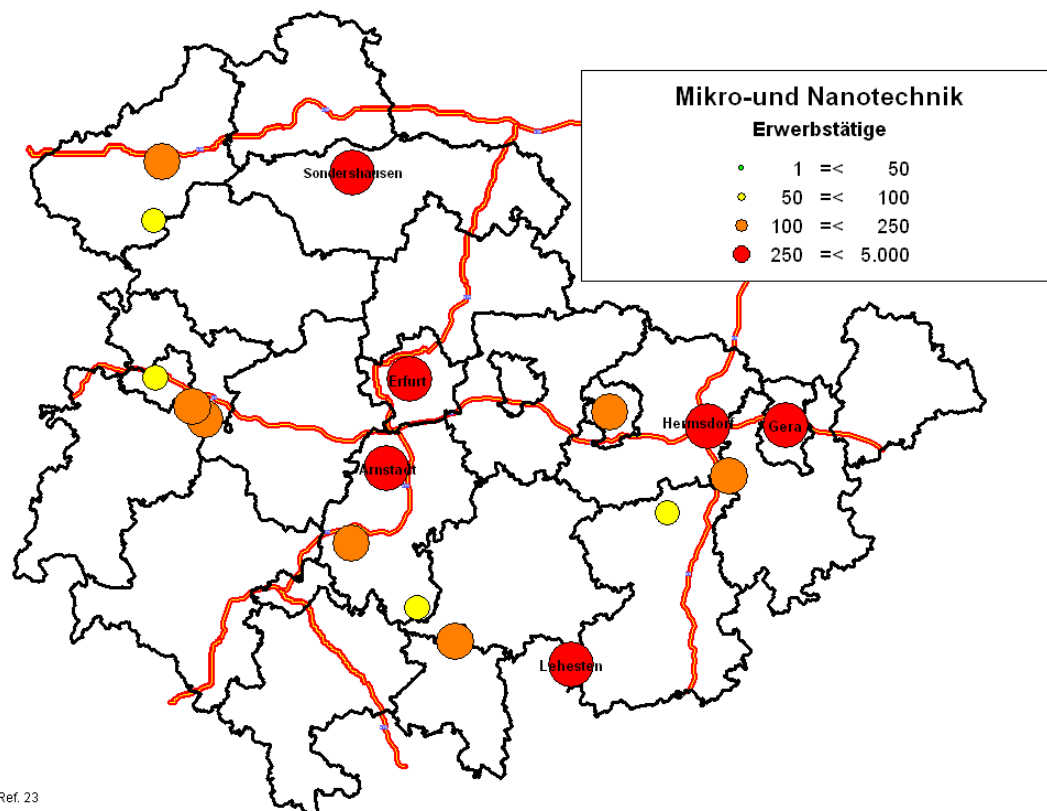 Mikro-und Nanotechnik
Erwerbstätige
1 =< 50
50 =< 100
100 =< 250
250 =< 5.000
Sondershausen
Erfurt
Hermsdorf
Gera
Arnstadt
Lehesten
Ref. 23